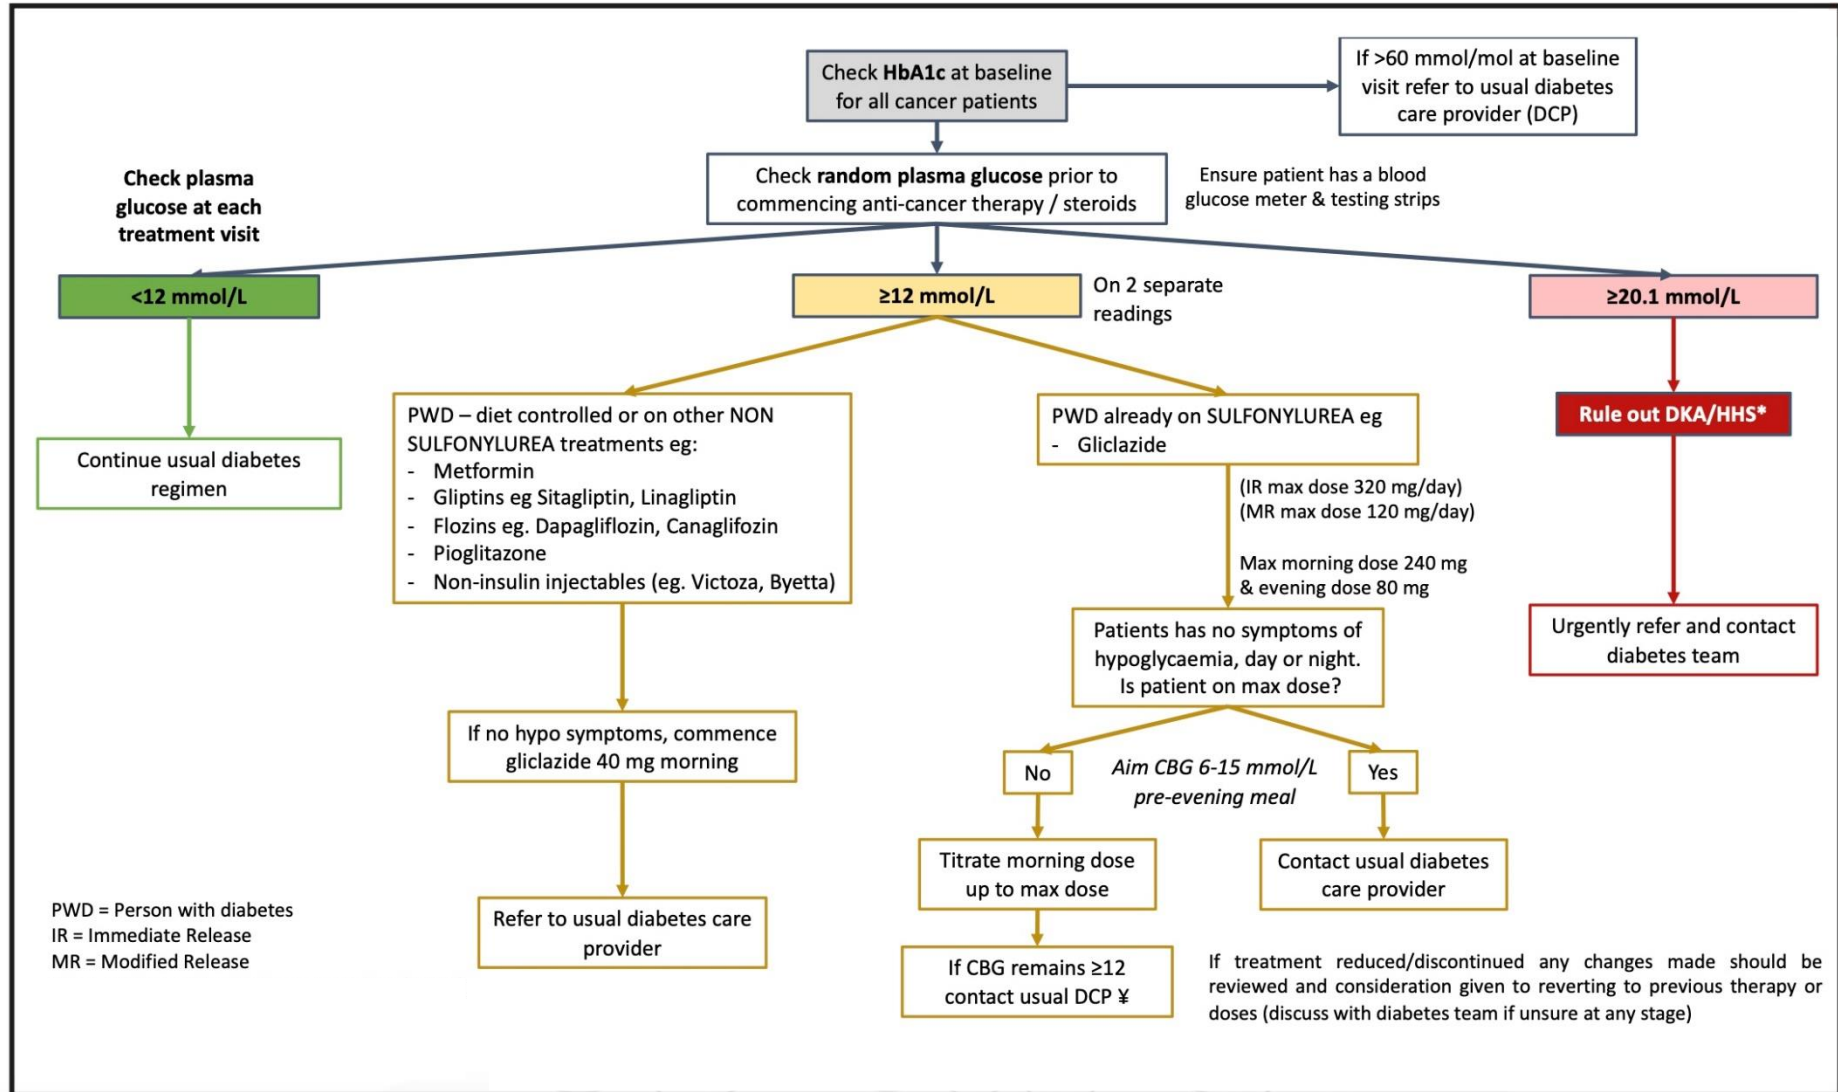 Check HbA1c at baseline
for all cancer patients
If >60 mmol/mol at baseline
visit refer to usual diabetes
care provider (DCP)
Check plasma
glucose at each
treatment visit
Check random plasma glucose prior to
commencing anti-cancer therapy / steroids
Ensure patient has a blood
glucose meter & testing strips
<12 mmol/L
≥12 mmol/L
On 2 separate
readings
≥20.1 mmol/L
Continue usual diabetes
regimen
PWD – diet controlled or on other NON
SULFONYLUREA treatments eg:
- Metformin
- Gliptins eg Sitagliptin, Linagliptin
- Flozins eg. Dapagliflozin, Canaglifozin
- Pioglitazone
- Non-insulin injectables (eg. Victoza, Byetta)
If no hypo symptoms, commence
gliclazide 40 mg morning
Refer to usual diabetes care
provider
PWD already on SULFONYLUREA eg
- Gliclazide
(IR max dose 320 mg/day)
(MR max dose 120 mg/day)
Max morning dose 240 mg
& evening dose 80 mg
Patients has no symptoms of
hypoglycaemia, day or night.
Is patient on max dose?
No
Aim CBG 6-15 mmol/L
pre-evening meal
Yes
Titrate morning dose
up to max dose
Contact usual diabetes
care provider
If CBG remains ≥12
contact usual DCP ¥
Rule out DKA/HHS*
Urgently refer and contact
diabetes team
PWD = Person with diabetes
IR = Immediate Release
MR = Modified Release
If treatment reduced/discontinued any changes made should be
reviewed and consideration given to reverting to previous therapy or
doses (discuss with diabetes team if unsure at any stage)